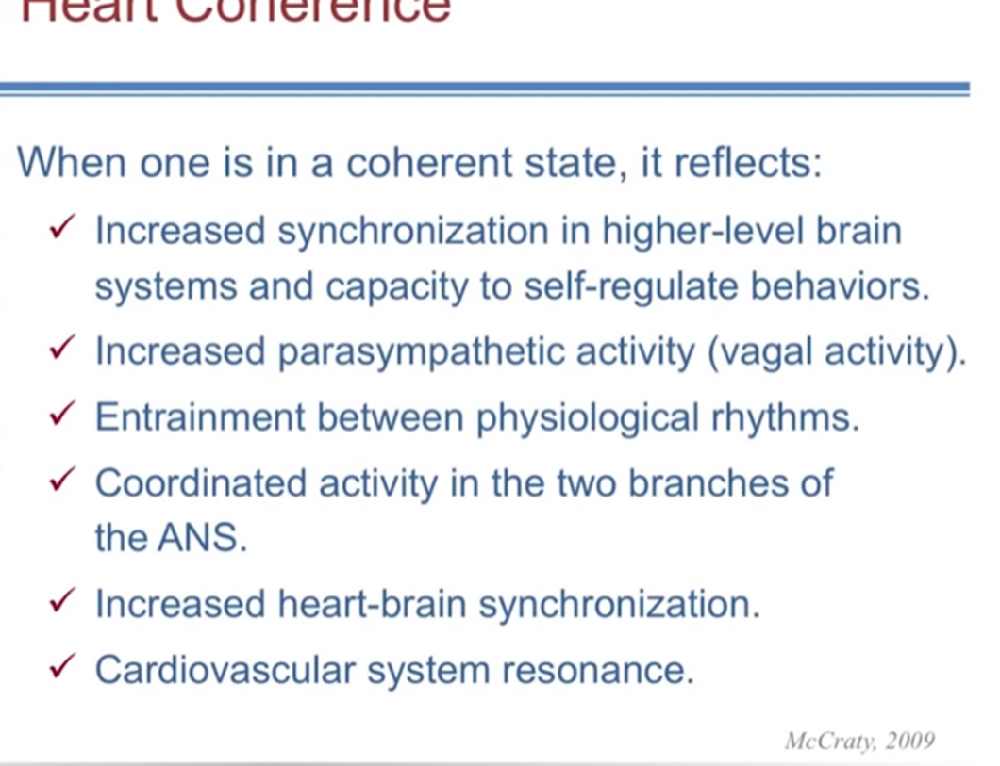 Heart Coherence
When one is in a coherent state, it reflects:
✓ Increased synchronization in higher-level brain
systems and capacity to self-regulate behaviors.
✓ Increased parasympathetic activity (vagal activity).
✓ Entrainment between physiological rhythms.
✓ Coordinated activity in the two branches of
the ANS.
✓ Increased heart-brain synchronization.
✓ Cardiovascular system resonance.
McCraty, 2009